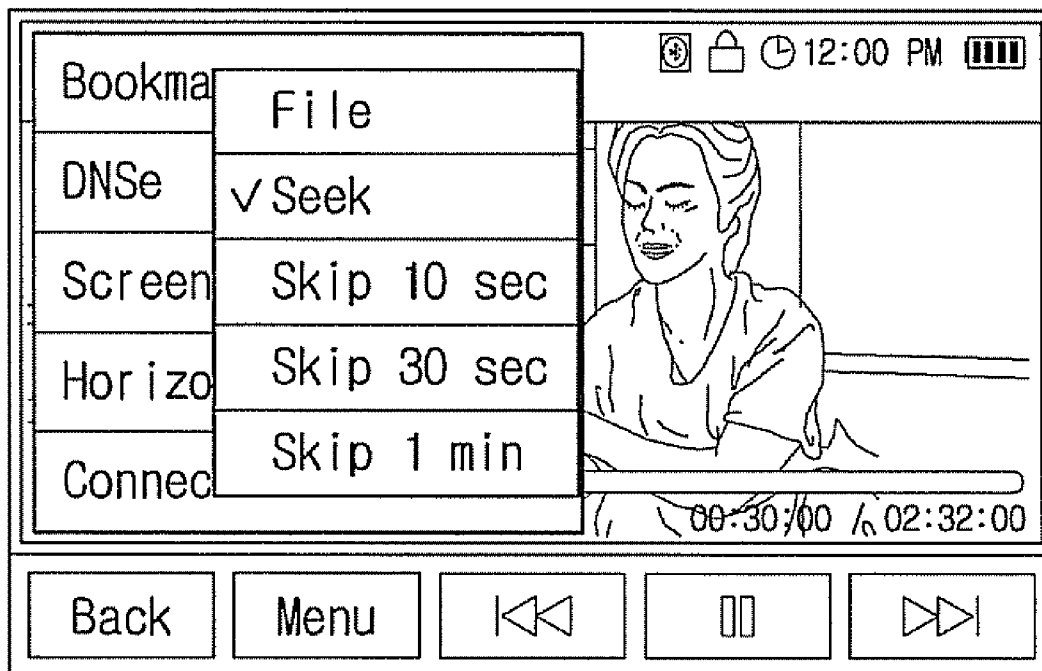 12:00 PM
Bookma
DNSe
Screen
Horizo
Connec
File
✓Seek
Skip 10 sec
Skip 30 sec
Skip 1 min
00:30:00 / 02:32:00
Back
Menu